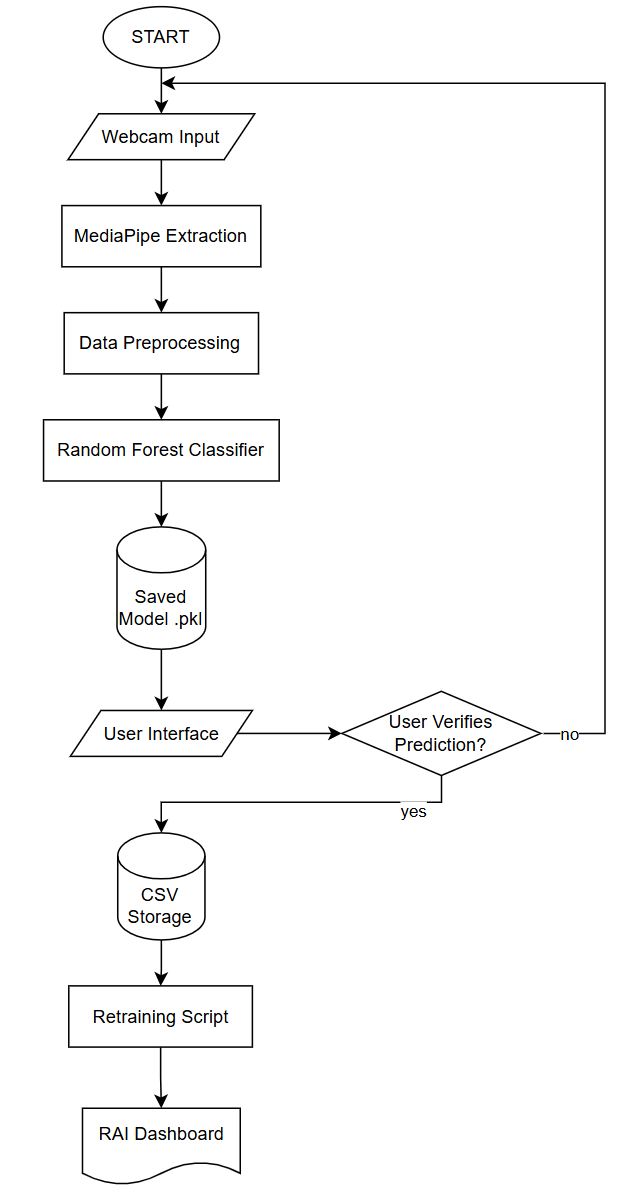 START
Webcam Input
MediaPipe Extraction
Data Preprocessing
Random Forest Classifier
Saved
Model .pkl
User Interface
User Verifies
Prediction?
no
yes
CSV
Storage
Retraining Script
RAI Dashboard